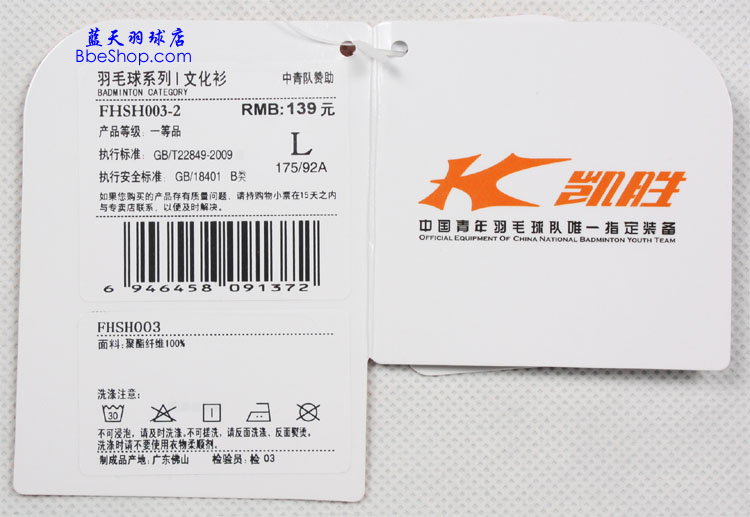 蓝天羽球店
BbeShop.com
羽毛球系列 | 文化衫
中青队赞助
BADMINTON CATEGORY
FHSH003-2
RMB: 139 元
产品等级: 一等品
L
执行标准: GB/T22849-2009
175/92A
执行安全标准: GB/18401 B类
如果您购买的产品存有质量问题，请持购物小票在15天之内
与专卖店联系，以便及时解决。
6 946458 091372
FHSH003
面料: 聚酯纤维100%
洗涤注意:
30
不可浸泡，请及时洗涤，不可搓洗，请反面洗涤、反面熨烫。
洗涤时请不要使用衣物柔顺剂。
制成品产地: 广东佛山
检验员: 检 03
凯胜
中国青年羽毛球队唯一指定装备
OFFICIAL EQUIPMENT OF CHINA NATIONAL BADMINTON YOUTH TEAM